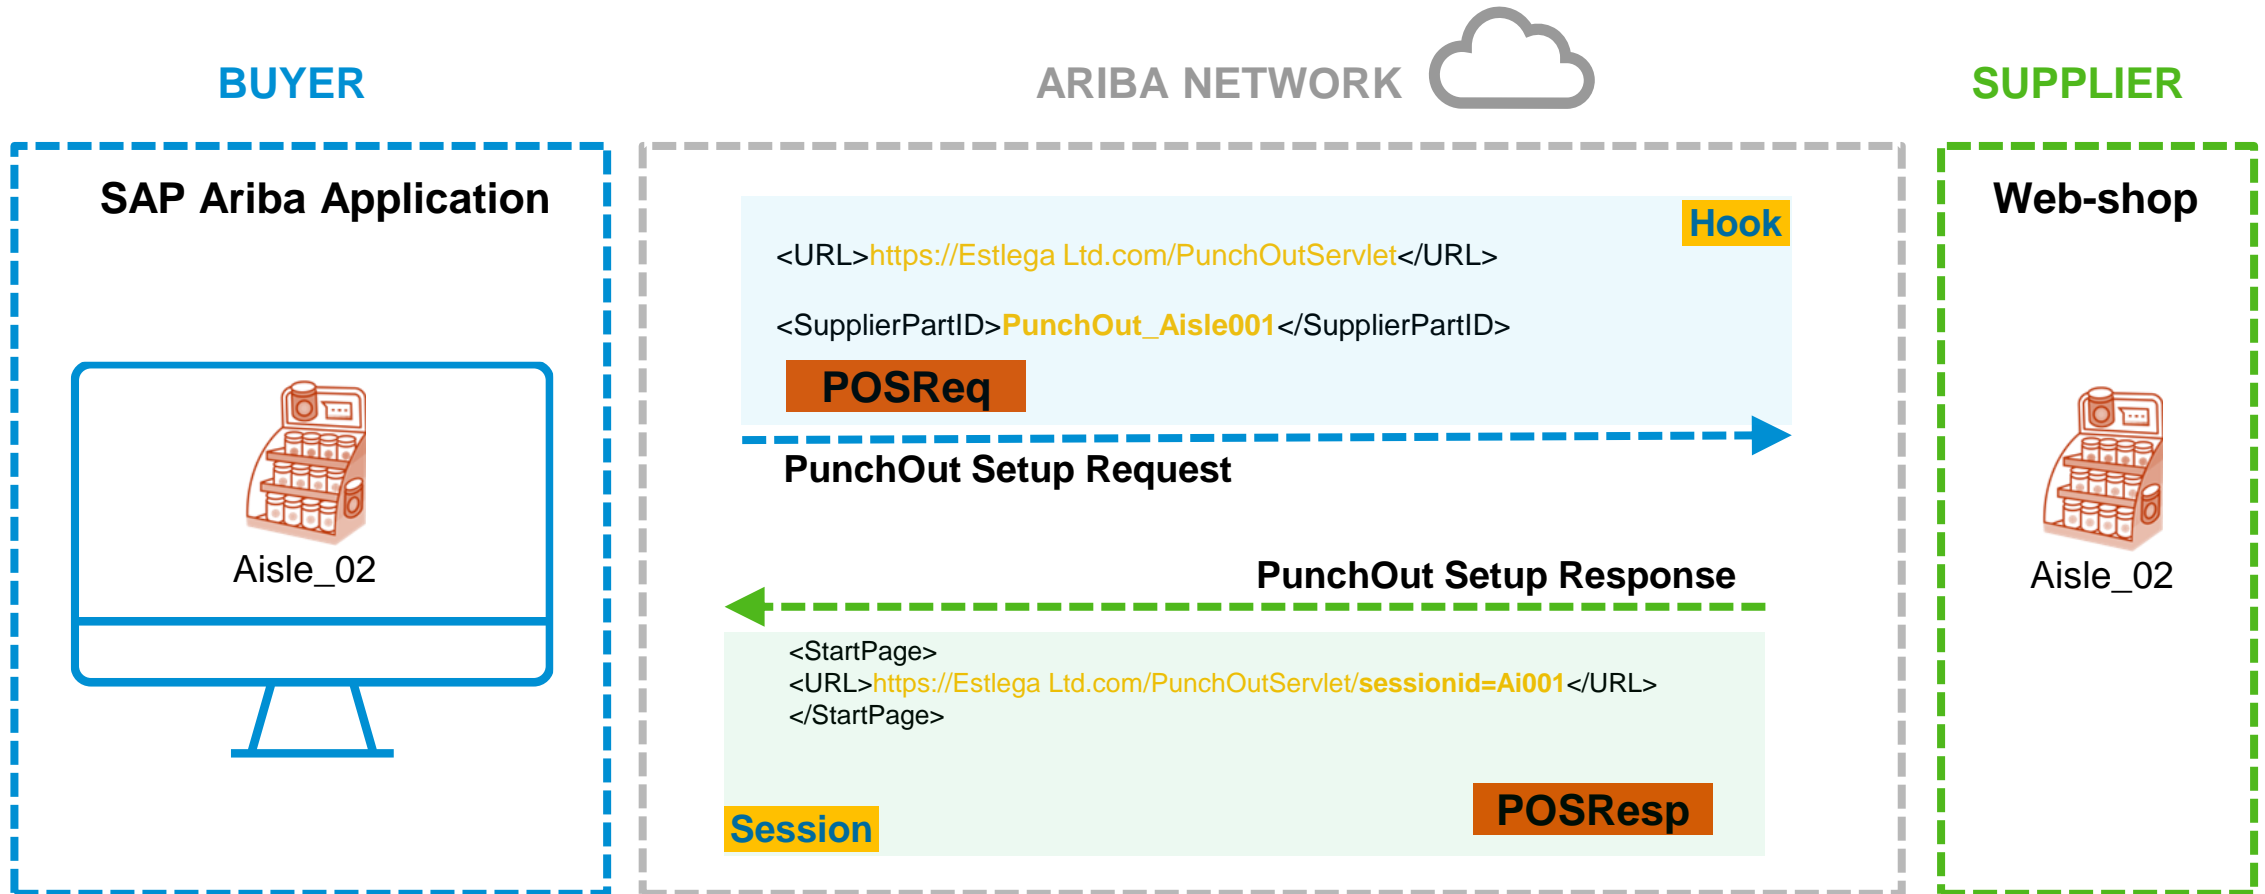 BUYER
ARIBA NETWORK
SUPPLIER
SAP Ariba Application
Web-shop
Hook
<URL>https://Estlega Ltd.com/PunchOutServlet</URL>
<SupplierPartID>PunchOut_Aisle001</SupplierPartID>
POSReq
PunchOut Setup Request
Aisle_02
PunchOut Setup Response
Aisle_02
<StartPage>
<URL>https://Estlega Ltd.com/PunchOutServlet/sessionid=Ai001</URL>
</StartPage>
POSResp
Session